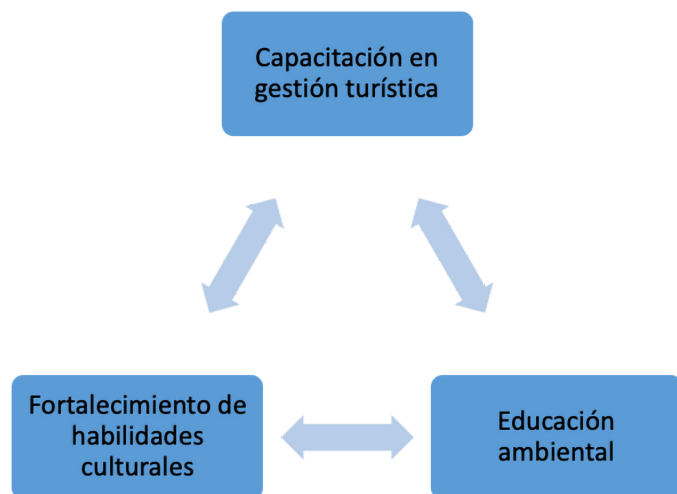 Capacitación en
gestión turística
Fortalecimiento de
habilidades
culturales
Educación
ambiental